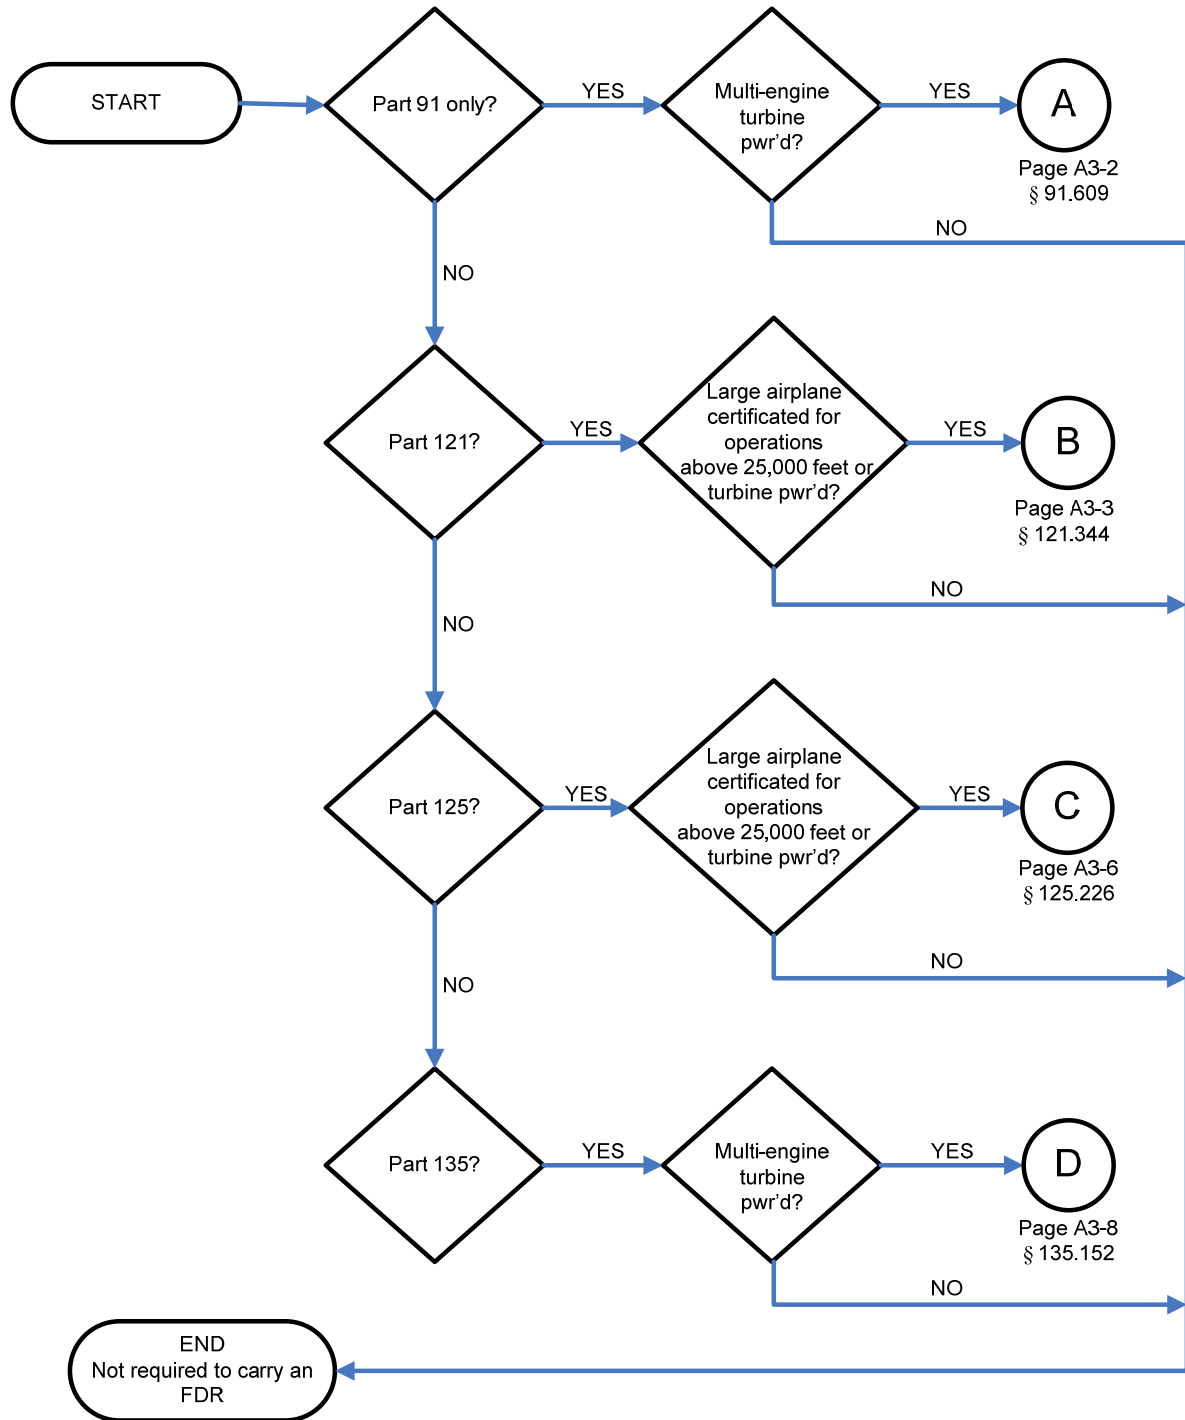 START
Part 91 only?
YES
Multi-engine
turbine
pwr'd?
YES
A
Page A3-2
§ 91.609
NO
NO
Part 121?
YES
Large airplane
certificated for
operations
above 25,000 feet or
turbine pwr'd?
YES
B
Page A3-3
§ 121.344
NO
NO
Part 125?
YES
Large airplane
certificated for
operations
above 25,000 feet or
turbine pwr'd?
YES
C
Page A3-6
§ 125.226
NO
NO
Part 135?
YES
Multi-engine
turbine
pwr'd?
YES
D
Page A3-8
§ 135.152
NO
END
Not required to carry an
FDR